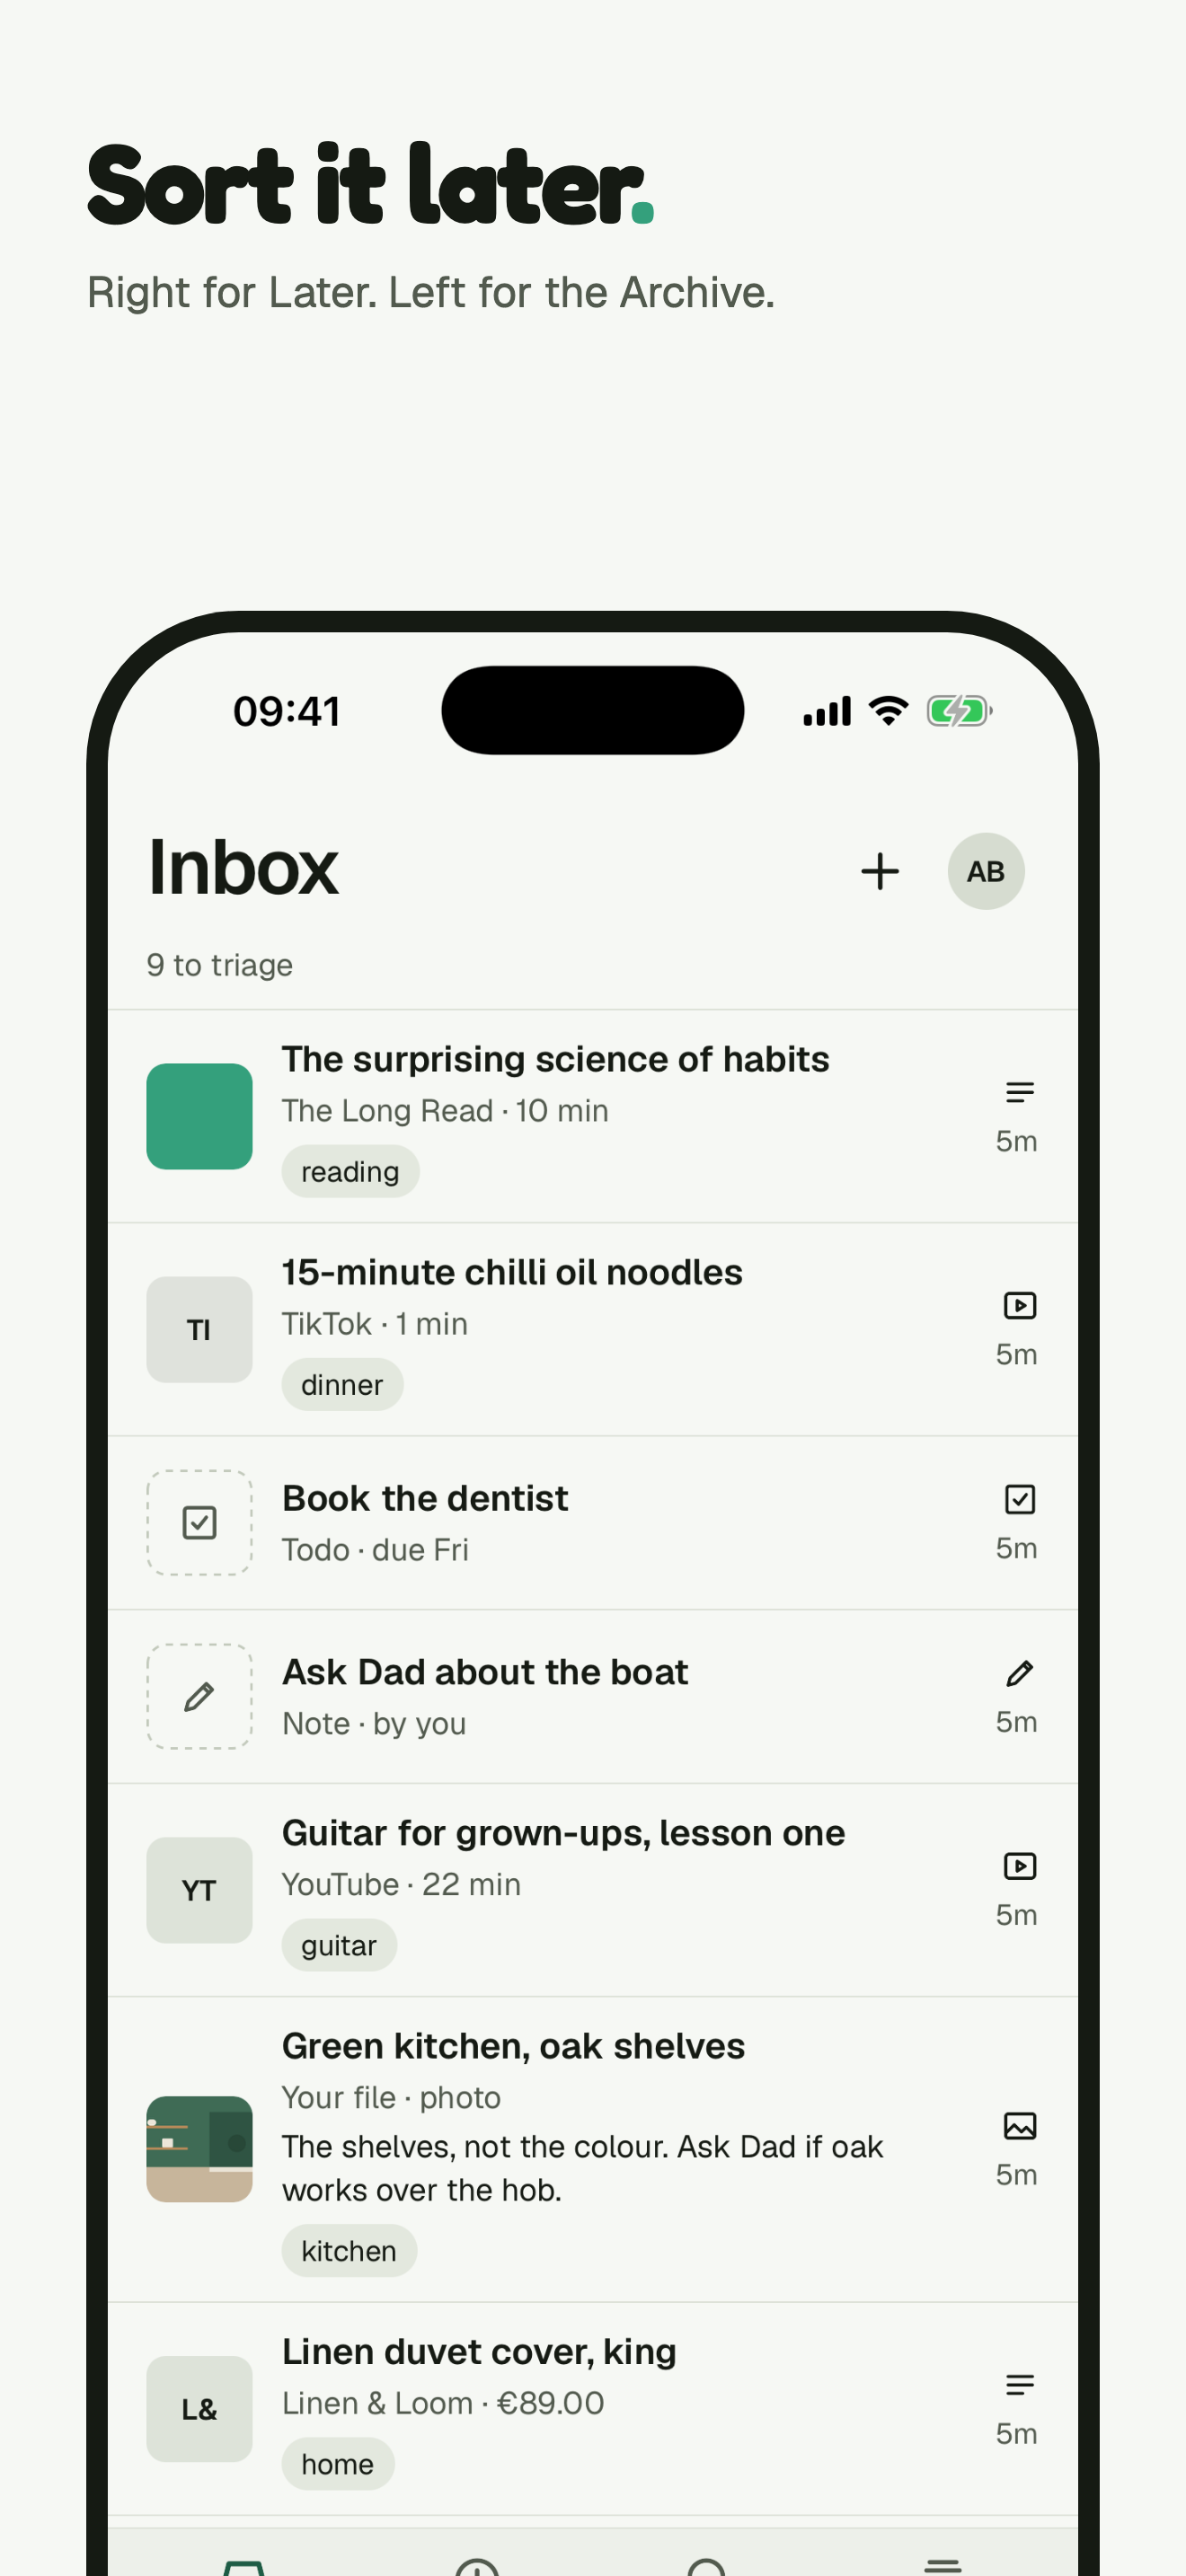 Sort it later.
Right for Later. Left for the Archive.
09:41
Inbox
AB
9 to triage
The surprising science of habits
The Long Read · 10 min
reading
5m
TI
15-minute chilli oil noodles
TikTok · 1 min
dinner
5m
Book the dentist
Todo · due Fri
5m
Ask Dad about the boat
Note · by you
5m
YT
Guitar for grown-ups, lesson one
YouTube · 22 min
guitar
5m
Green kitchen, oak shelves
Your file · photo
The shelves, not the colour. Ask Dad if oak
works over the hob.
kitchen
5m
L&
Linen duvet cover, king
Linen & Loom · €89.00
home
5m